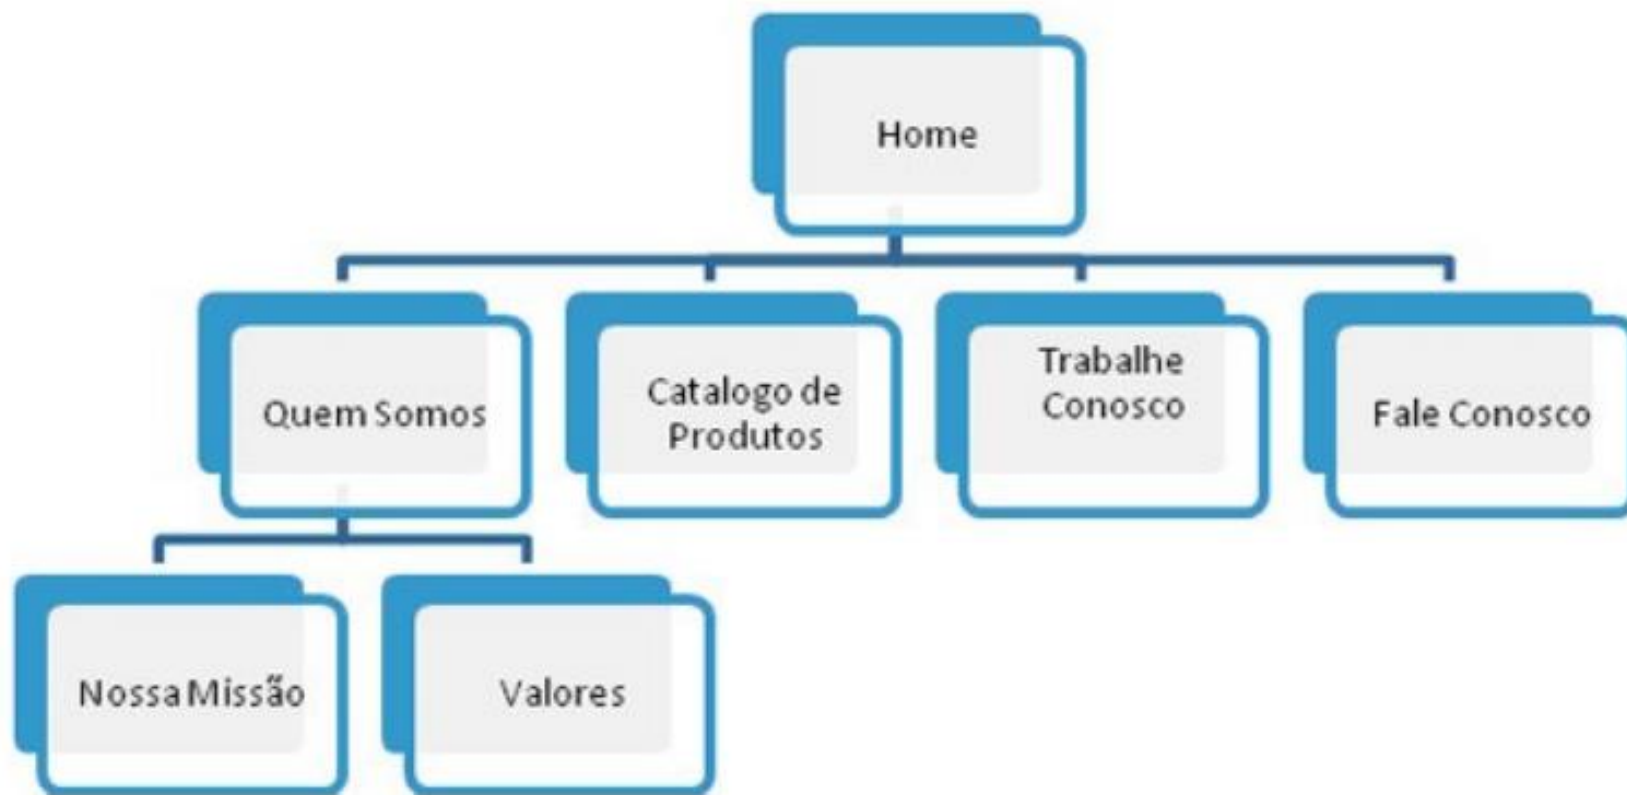 Home
Quem Somos
Catalogo de
Produtos
Trabalhe
Conosco
Fale Conosco
Nossa Missão
Valores